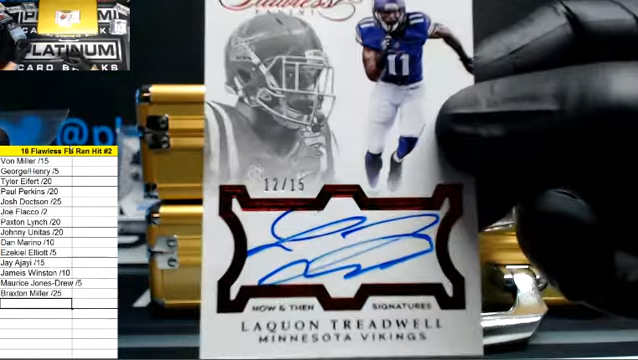 PLATINUM
CARD BREAKS
Flawless
PANINI
11
12/15
NOW & THEN SIGNATURES
LAQUON TREADWELL
MINNESOTA VIKINGS
16 Flawless FB Ran Hit #2
Von Miller /15
George/Henry /5
Tyler Eifert /20
Paul Perkins /20
Josh Doctson /25
Joe Flacco /2
Paxton Lynch /20
Johnny Unitas /20
Dan Marino /10
Ezekiel Elliott /5
Jay Ajayi /15
Jameis Winston /10
Maurice Jones-Drew /5
Braxton Miller /25